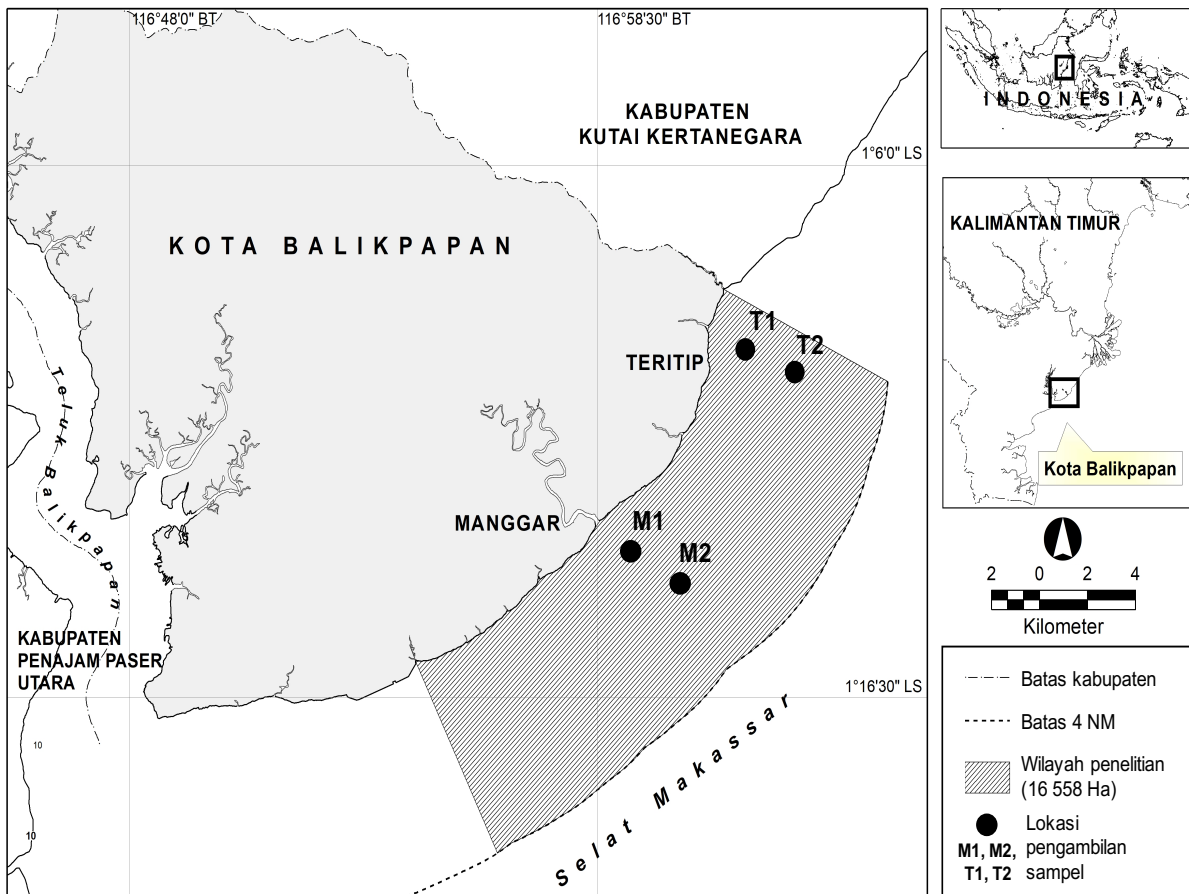 116°48'0" BT
116°58'30" BT
KABUPATEN
KUTAI KERTANEGARA
1°6'0" LS
KOTA BALIKPAPAN
T1
T2
TERITIP
Teluk Balikpapan
MANGGAR
M1
M2
KABUPATEN
PENAJAM PASER
UTARA
1°16'30" LS
10
10
Selat Makassar
INDONESIA
KALIMANTAN TIMUR
Kota Balikpapan
2 0 2 4
Kilometer
Batas kabupaten
Batas 4 NM
Wilayah penelitian
(16 558 Ha)
Lokasi
M1, M2, pengambilan
T1, T2 sampel